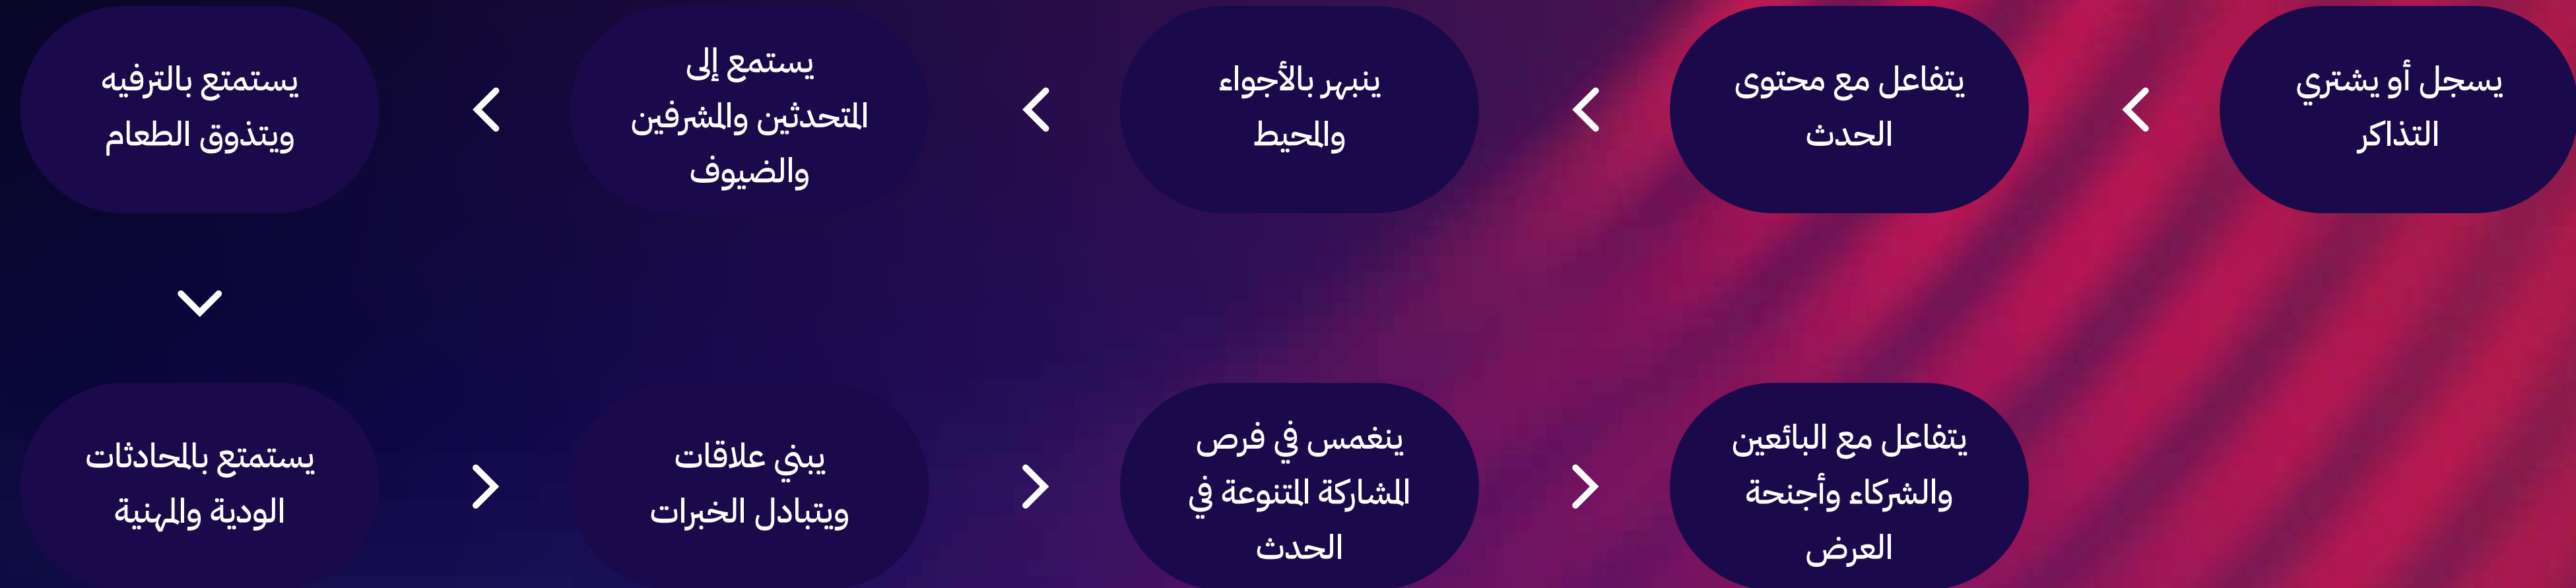 يسجل أو يشتري
التذاكر
يتفاعل مع محتوى
الحدث
ينبهر بالأجواء
والمحيط
يستمع إلى
المتحدثين والمشرفين
والضيوف
يستمتع بالترفيه
ويتذوق الطعام
يستمتع بالمحادثات
الودية والمهنية
يبني علاقات
ويتبادل الخبرات
ينغمس في فرص
المشاركة المتنوعة في
الحدث
يتفاعل مع البائعين
والشركاء وأجنحة
العرض